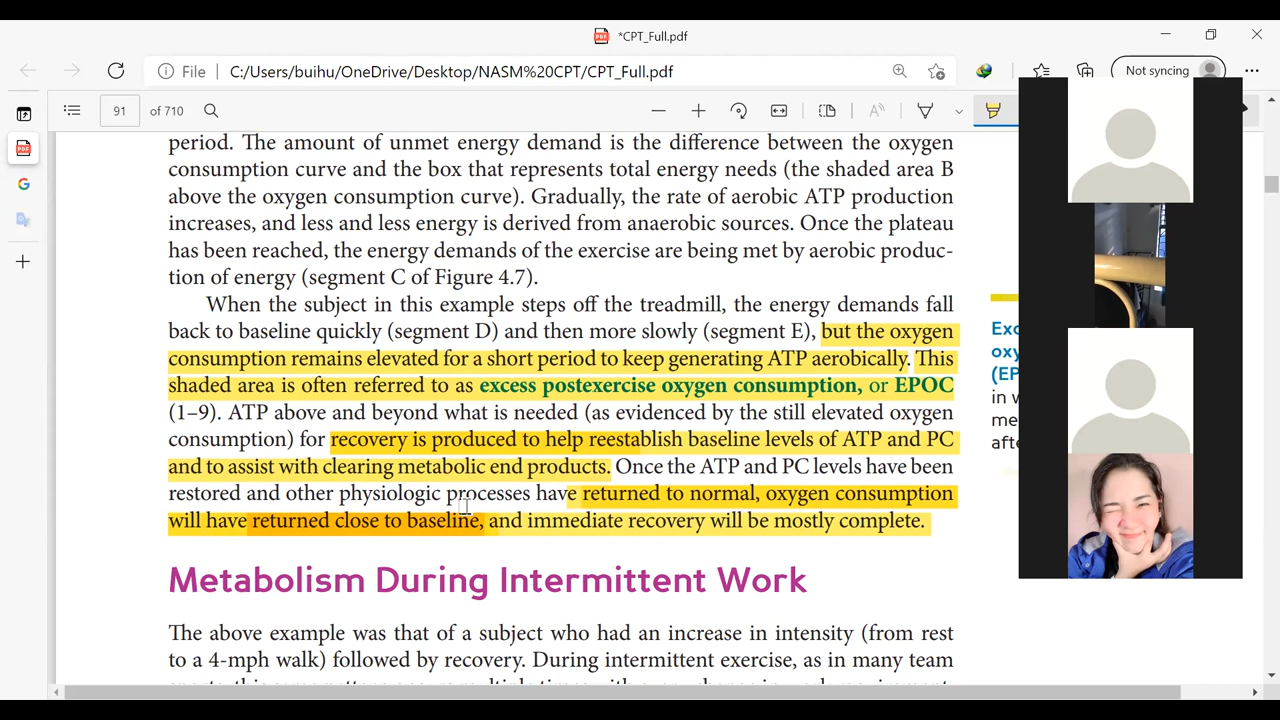 *CPT_Full.pdf
File C:/Users/buihu/OneDrive/Desktop/NASM%20CPT/CPT_Full.pdf Not syncing
91 of 710
period. The amount of unmet energy demand is the difference between the oxygen
consumption curve and the box that represents total energy needs (the shaded area B
above the oxygen consumption curve). Gradually, the rate of aerobic ATP production
increases, and less and less energy is derived from anaerobic sources. Once the plateau
has been reached, the energy demands of the exercise are being met by aerobic produc-
tion of energy (segment C of Figure 4.7).
When the subject in this example steps off the treadmill, the energy demands fall
back to baseline quickly (segment D) and then more slowly (segment E), but the oxygen
consumption remains elevated for a short period to keep generating ATP aerobically. This
shaded area is often referred to as excess postexercise oxygen consumption, or EPOC
(1–9). ATP above and beyond what is needed (as evidenced by the still elevated oxygen
consumption) for recovery is produced to help reestablish baseline levels of ATP and PC
and to assist with clearing metabolic end products. Once the ATP and PC levels have been
restored and other physiologic processes have returned to normal, oxygen consumption
will have returned close to baseline, and immediate recovery will be mostly complete.
Exc
oxy
(EP
in w
me
afte
Metabolism During Intermittent Work
The above example was that of a subject who had an increase in intensity (from rest
to a 4-mph walk) followed by recovery. During intermittent exercise, as in many team